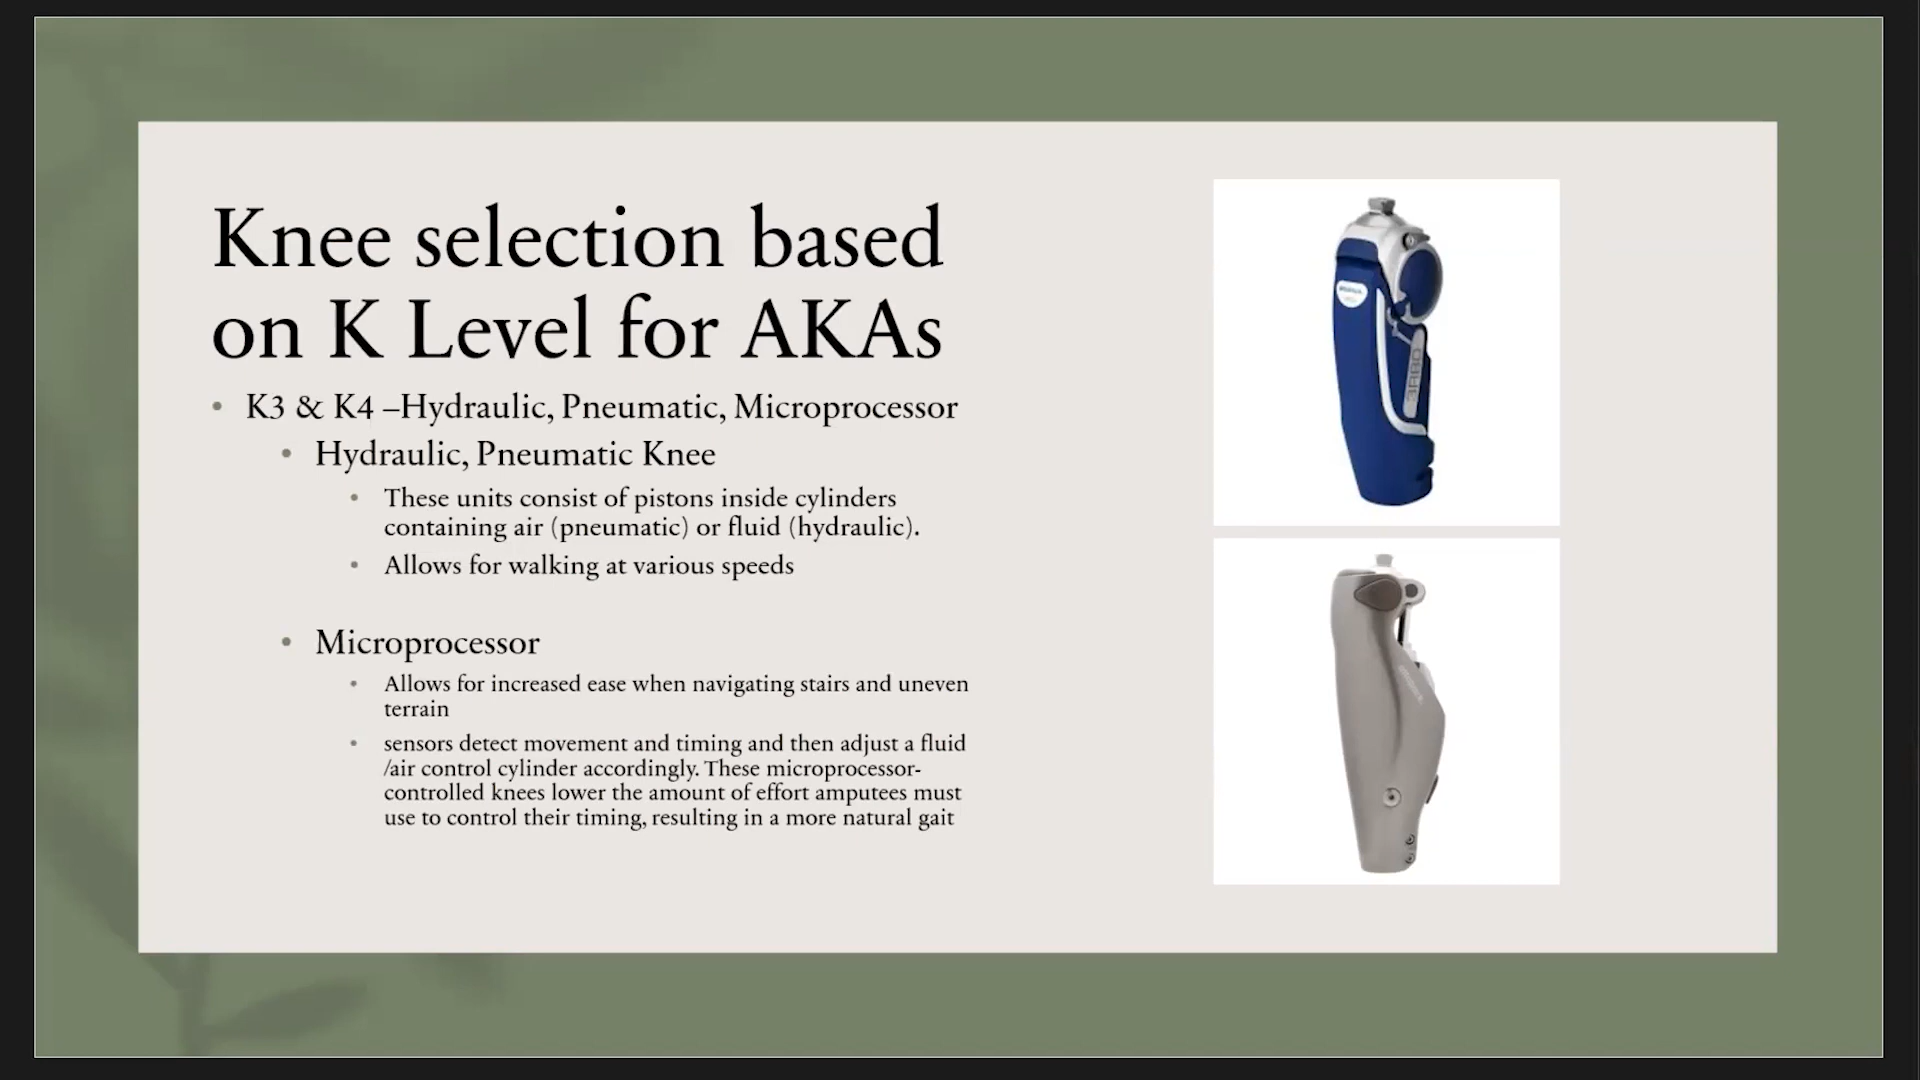 Knee selection based
on K Level for AKAs
• K3 & K4 –Hydraulic, Pneumatic, Microprocessor
• Hydraulic, Pneumatic Knee
• These units consist of pistons inside cylinders
containing air (pneumatic) or fluid (hydraulic).
• Allows for walking at various speeds
• Microprocessor
• Allows for increased ease when navigating stairs and uneven
terrain
• sensors detect movement and timing and then adjust a fluid
/air control cylinder accordingly. These microprocessor-
controlled knees lower the amount of effort amputees must
use to control their timing, resulting in a more natural gait
3R80